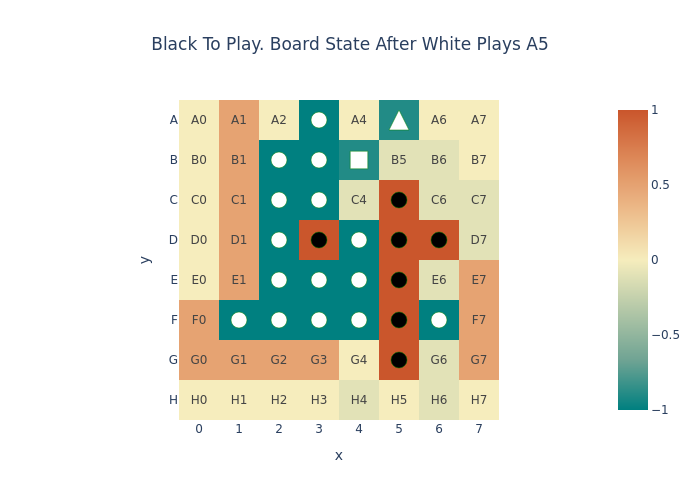 Black To Play. Board State After White Plays A5
A A0 A1 A2 A4 A6 A7
B B0 B1 B5 B6 B7
C C0 C1 C4 C6 C7
D D0 D1 D7
E E0 E1 E6 E7
F F0 F7
G G0 G1 G2 G3 G4 G6 G7
H H0 H1 H2 H3 H4 H5 H6 H7
0 1 2 3 4 5 6 7
x
y
1
0.5
0
−0.5
−1